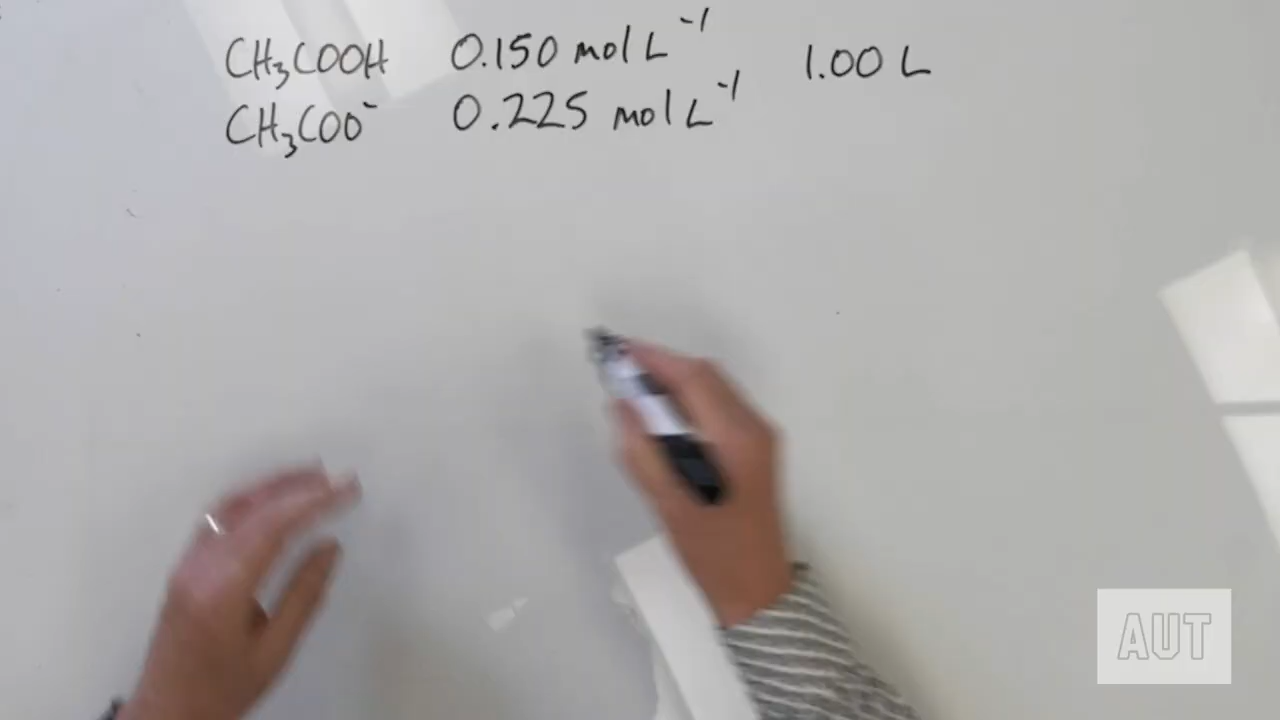 CH₃COOH 0.150 mol L⁻¹ 1.00 L
CH₃COO⁻ 0.225 mol L⁻¹
AUT